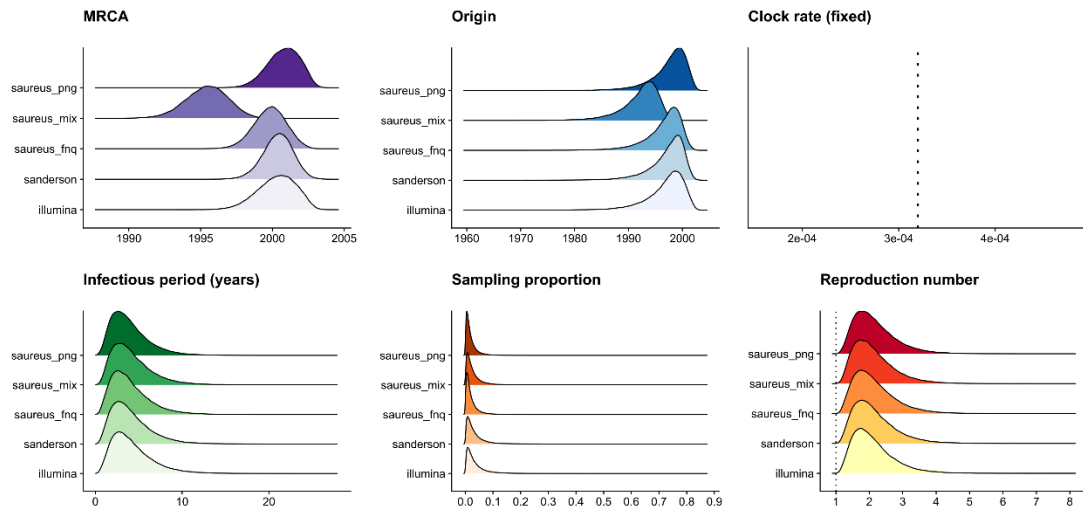 MRCA
saureus_png
saureus_mix
saureus_fnq
sanderson
illumina
1990 1995 2000 2005
Origin
saureus_png
saureus_mix
saureus_fnq
sanderson
illumina
1960 1970 1980 1990 2000
Clock rate (fixed)
2e-04 3e-04 4e-04
Infectious period (years)
saureus_png
saureus_mix
saureus_fnq
sanderson
illumina
0 10 20
Sampling proportion
saureus_png
saureus_mix
saureus_fnq
sanderson
illumina
0.0 0.1 0.2 0.3 0.4 0.5 0.6 0.7 0.8 0.9
Reproduction number
saureus_png
saureus_mix
saureus_fnq
sanderson
illumina
1 2 3 4 5 6 7 8